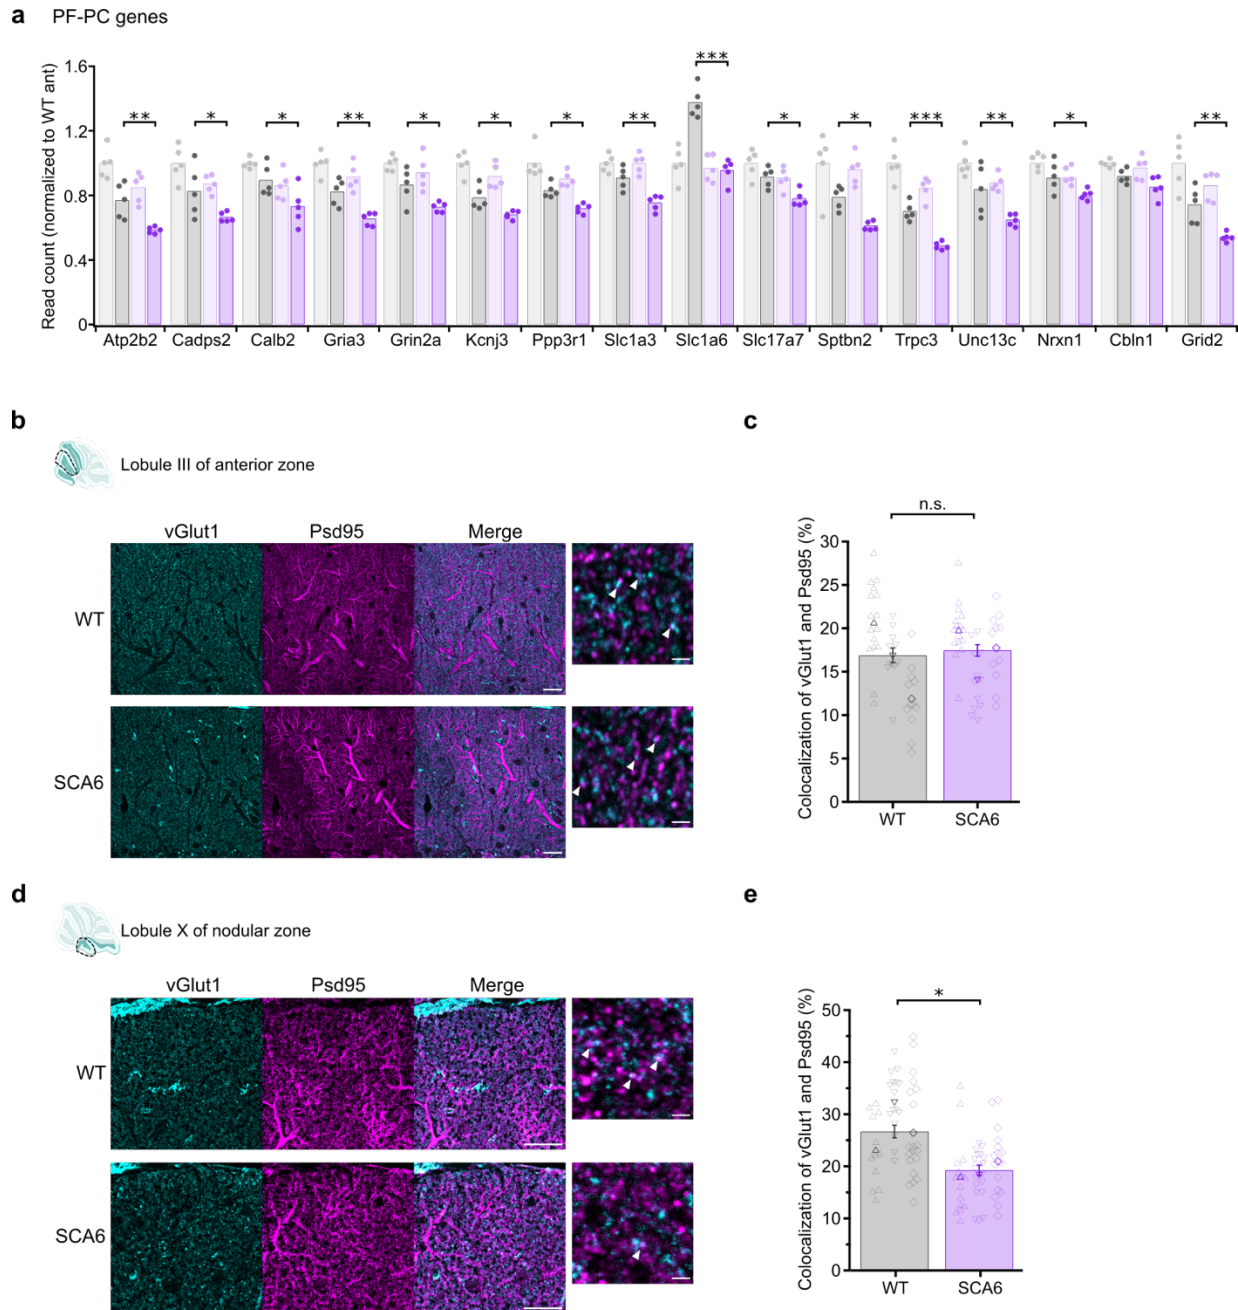 a PF-PC genes
Read count (normalized to WT ant)
1.6
1.2
0.8
0.4
0
** * * ** * * * ** *** * * *** ** * **
Atp2b2 Cadps2 Calb2 Gria3 Grin2a Kcnj3 Ppp3r1 Slc1a3 Slc1a6 Slc17a7 Sptbn2 Trpc3 Unc13c Nrxn1 Cbln1 Grid2
b
Lobule III of anterior zone
vGlut1 Psd95 Merge
WT
SCA6
c
Colocalization of vGlut1 and Psd95 (%)
n.s.
30
25
20
15
10
5
0
WT SCA6
d
Lobule X of nodular zone
vGlut1 Psd95 Merge
WT
SCA6
e
Colocalization of vGlut1 and Psd95 (%)
*
50
40
30
20
10
0
WT SCA6